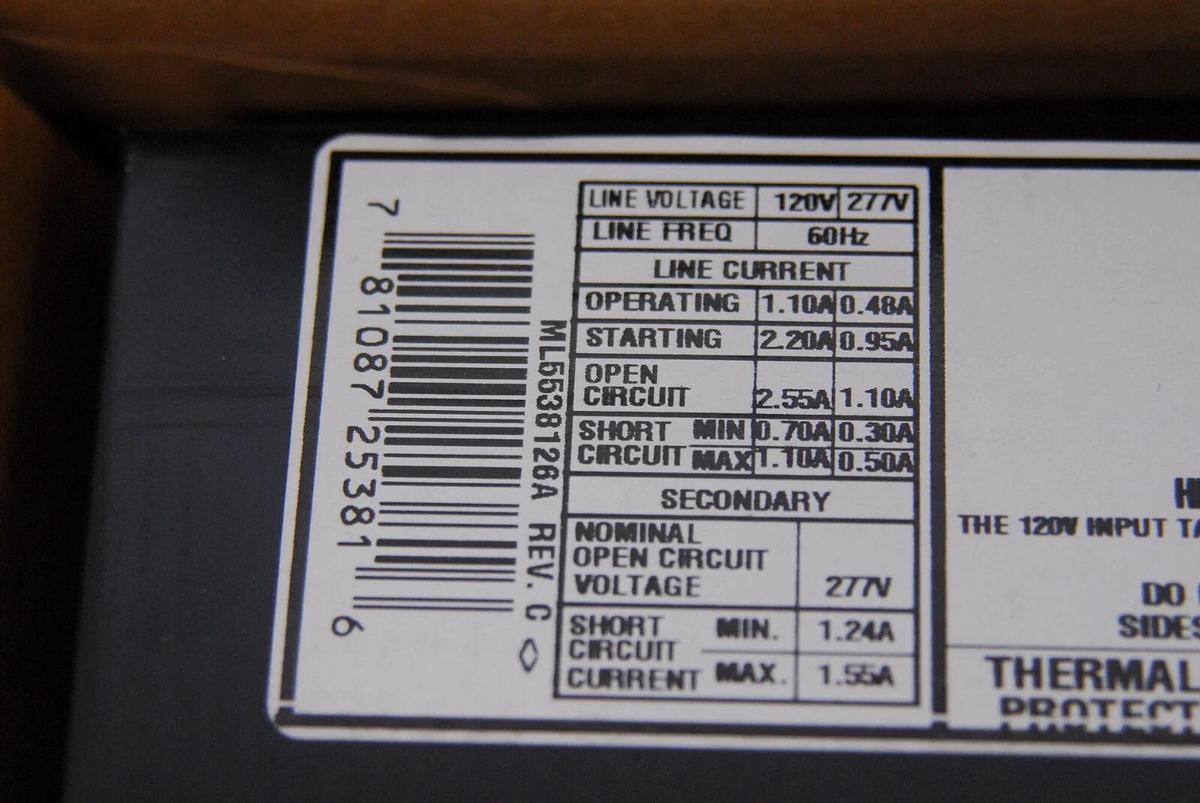 7 81087 25381 6
ML5538126A REV. C
LINE VOLTAGE 120V 277V
LINE FREQ 60Hz
LINE CURRENT
OPERATING 1.10A 0.48A
STARTING 2.20A 0.95A
OPEN
CIRCUIT 2.55A 1.10A
SHORT MIN 0.70A 0.30A
CIRCUIT MAX 1.10A 0.50A
SECONDARY
NOMINAL
OPEN CIRCUIT
VOLTAGE 277V
SHORT MIN. 1.24A
CIRCUIT
CURRENT MAX. 1.55A
THE 120V INPUT
DO
SIDES
THERMAL
PROTECT